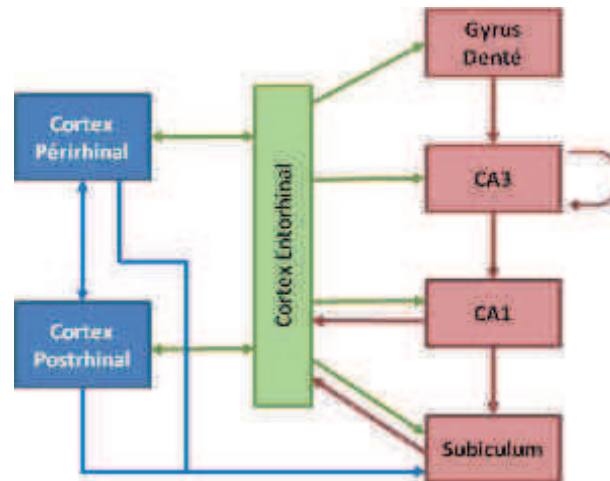 Gyrus
Denté
Cortex
Périrhinal
Cortex Entorhinal
CA3
CA1
Cortex
Postrhinal
Subiculum